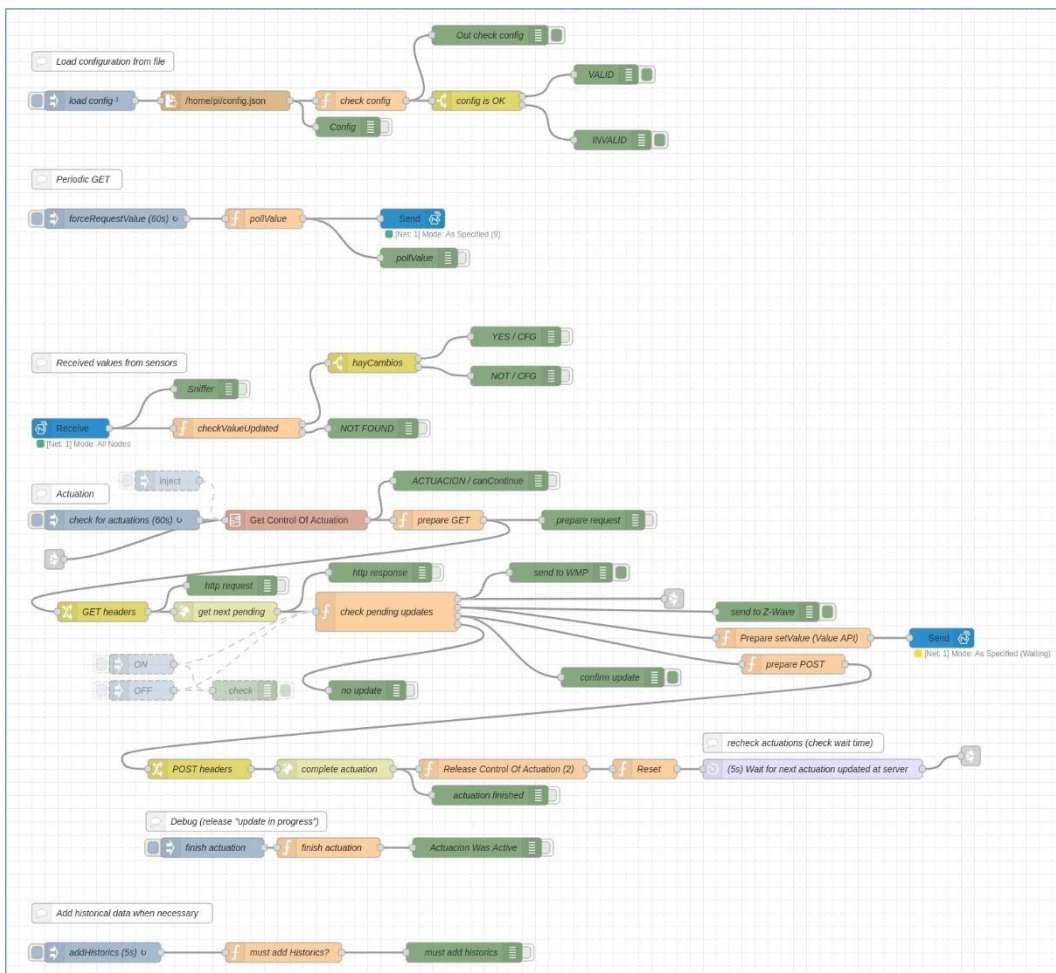 Out check config
Load configuration from file
VALID
load config ¹
/home/pi/config.json
check config
config is OK
Config
INVALID
Periodic GET
forceRequestValue (60s) ↻
pollValue
Send
[Net: 1] Mode: As Specified (9)
pollValue
YES / CFG
Received values from sensors
hayCambios
NOT / CFG
Sniffer
Receive
checkValueUpdated
NOT FOUND
[Net: 1] Mode: All Nodes
inject
ACTUACION / canContinue
Actuation
check for actuations (60s) ↻
Get Control Of Actuation
prepare GET
prepare request
http response
send to WMP
http request
GET headers
get next pending
check pending updates
send to Z-Wave
Prepare setValue (Value API)
Send
[Net: 1] Mode: As Specified (Waiting)
ON
prepare POST
confirm update
OFF
check
no update
recheck actuations (check wait time)
POST headers
complete actuation
Release Control Of Actuation (2)
Reset
(5s) Wait for next actuation updated at server
actuation finished
Debug (release "update in progress")
finish actuation
finish actuation
Actuacion Was Active
Add historical data when necessary
addHistorics (5s) ↻
must add Historics?
must add historics